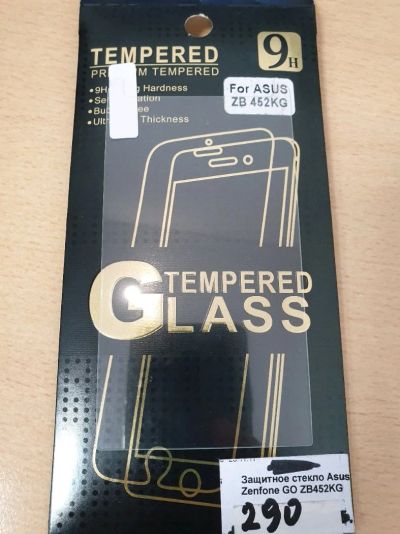 TEMPERED
PREMIUM TEMPERED
9H
Hardness
Thickness
For ASUS
ZB 452KG
TEMPERED
GLASS
Защитное стекло Asus
Zenfone GO ZB452KG
290